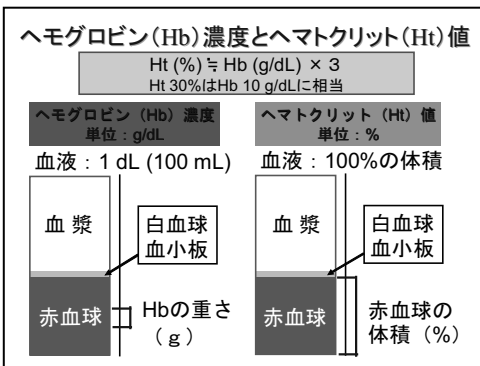 ヘモグロビン(Hb)濃度とヘマトクリット(Ht)値
Ht (%)≒Hb (g/dL) × 3
Ht 30%はHb 10 g/dLに相当
ヘモグロビン (Hb) 濃度
単位：g/dL
血液：1 dL (100 mL)
血 漿
白血球
血小板
赤血球
Hbの重さ
(ｇ)
ヘマトクリット (Ht) 値
単位：%
血液：100%の体積
血 漿
白血球
血小板
赤血球
赤血球の
体積 (%)